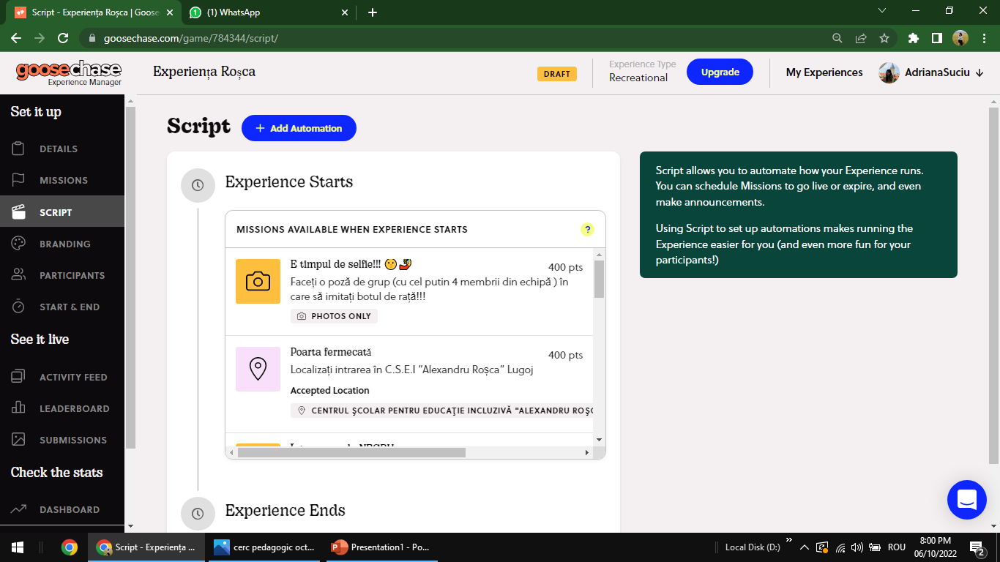 Script - Experiența Roșca | Goose
(1) WhatsApp
goosechase.com/game/784344/script/
goosechase
Experience Manager
Experiența Roșca
DRAFT
Experience Type
Recreational
Upgrade
My Experiences
AdrianaSuciu
Set it up
DETAILS
MISSIONS
SCRIPT
BRANDING
PARTICIPANTS
START & END
See it live
ACTIVITY FEED
LEADERBOARD
SUBMISSIONS
Check the stats
DASHBOARD
Script
+ Add Automation
Experience Starts
MISSIONS AVAILABLE WHEN EXPERIENCE STARTS
?
E timpul de selfie!!! 😗🤳
400 pts
Faceți o poză de grup (cu cel putin 4 membrii din echipă ) în
care să imitați botul de rață!!!
PHOTOS ONLY
Poarta fermecată
400 pts
Localizați intrarea în C.S.E.I "Alexandru Roșca" Lugoj
Accepted Location
CENTRUL ŞCOLAR PENTRU EDUCAŢIE INCLUZIVĂ "ALEXANDRU ROŞC
Experience Ends
Script allows you to automate how your Experience runs.
You can schedule Missions to go live or expire, and even
make announcements.
Using Script to set up automations makes running the
Experience easier for you (and even more fun for your
participants!)
Script - Experiența ...
cerc pedagogic oct...
Presentation1 - Po...
Local Disk (D:)
ROU
8:00 PM
06/10/2022
2